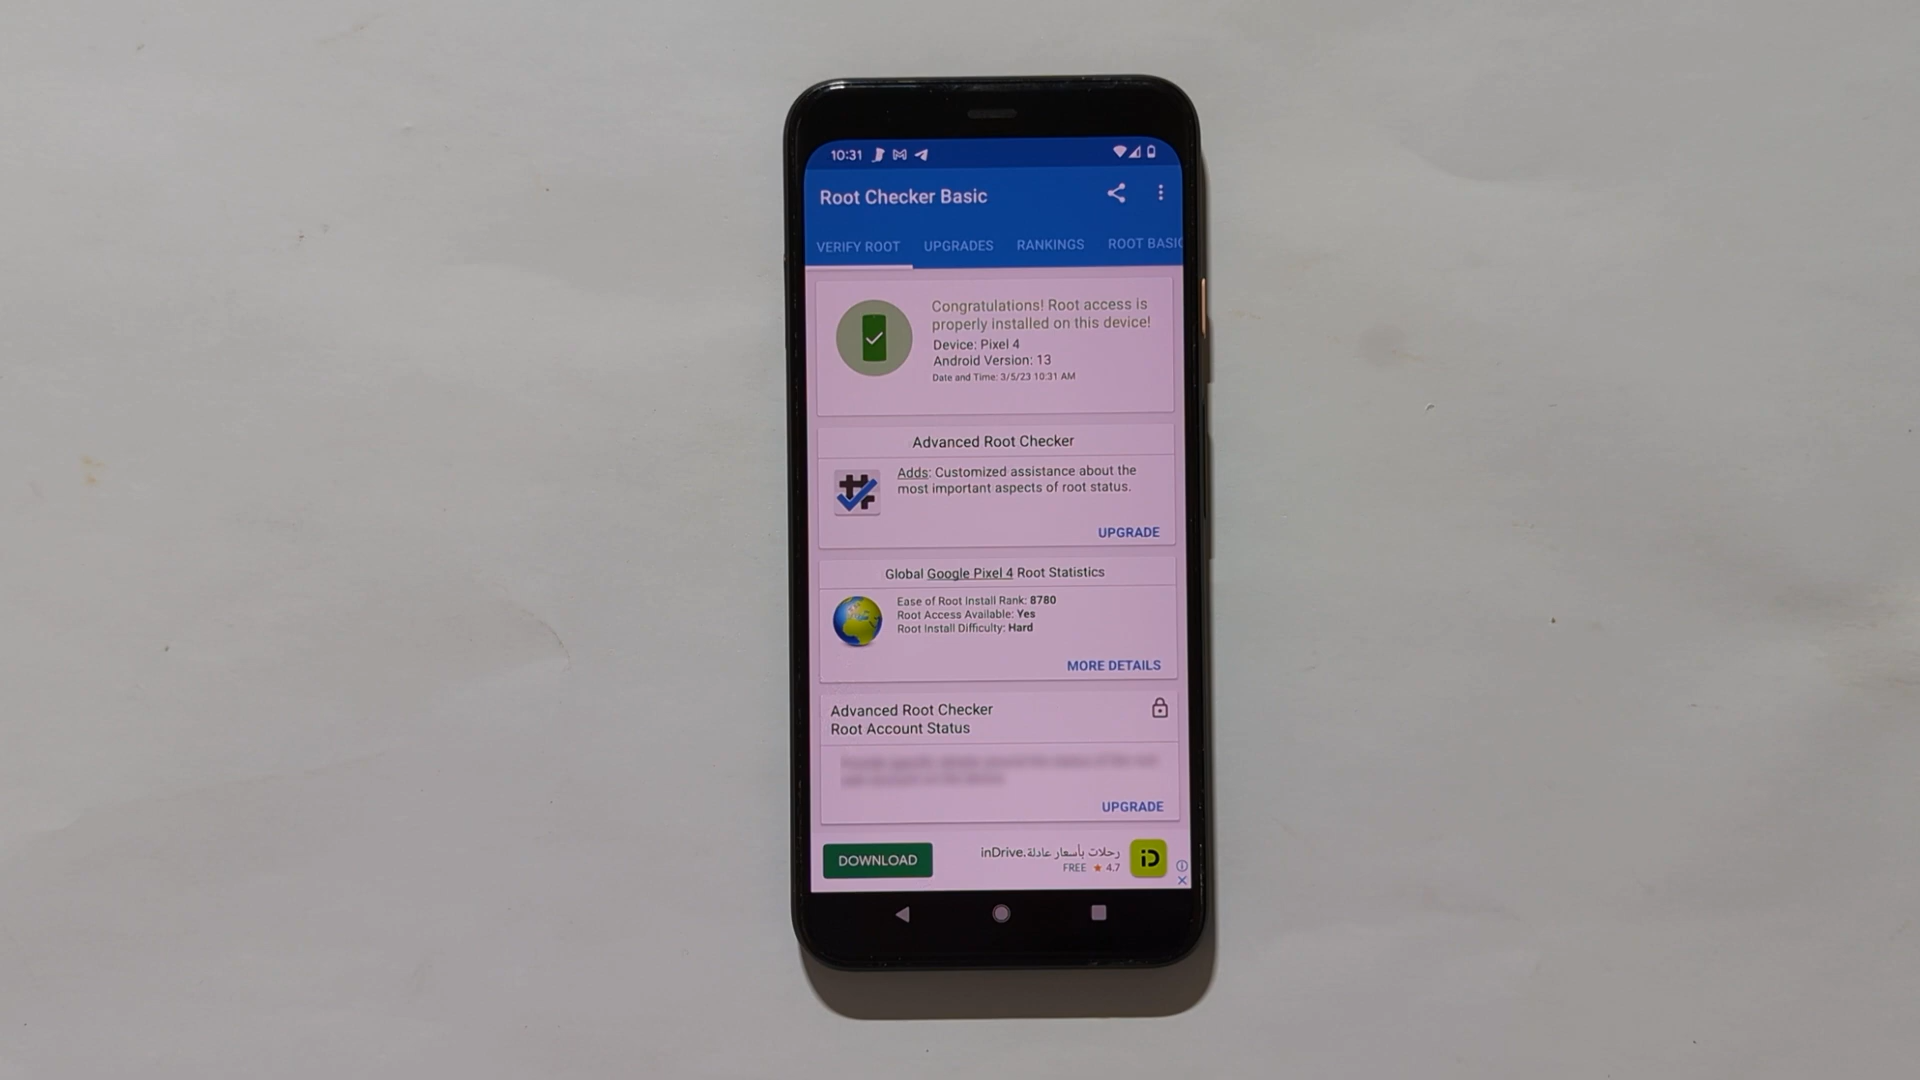 10:31
Root Checker Basic
VERIFY ROOT UPGRADES RANKINGS ROOT BASIC
Congratulations! Root access is
properly installed on this device!
Device: Pixel 4
Android Version: 13
Date and Time: 3/5/23 10:31 AM
Advanced Root Checker
Adds: Customized assistance about the
most important aspects of root status.
UPGRADE
Global Google Pixel 4 Root Statistics
Ease of Root Install Rank: 8780
Root Access Available: Yes
Root Install Difficulty: Hard
MORE DETAILS
Advanced Root Checker
Root Account Status
UPGRADE
DOWNLOAD
inDrive.رحلات بأسعار عادلة
FREE ★ 4.7
iD